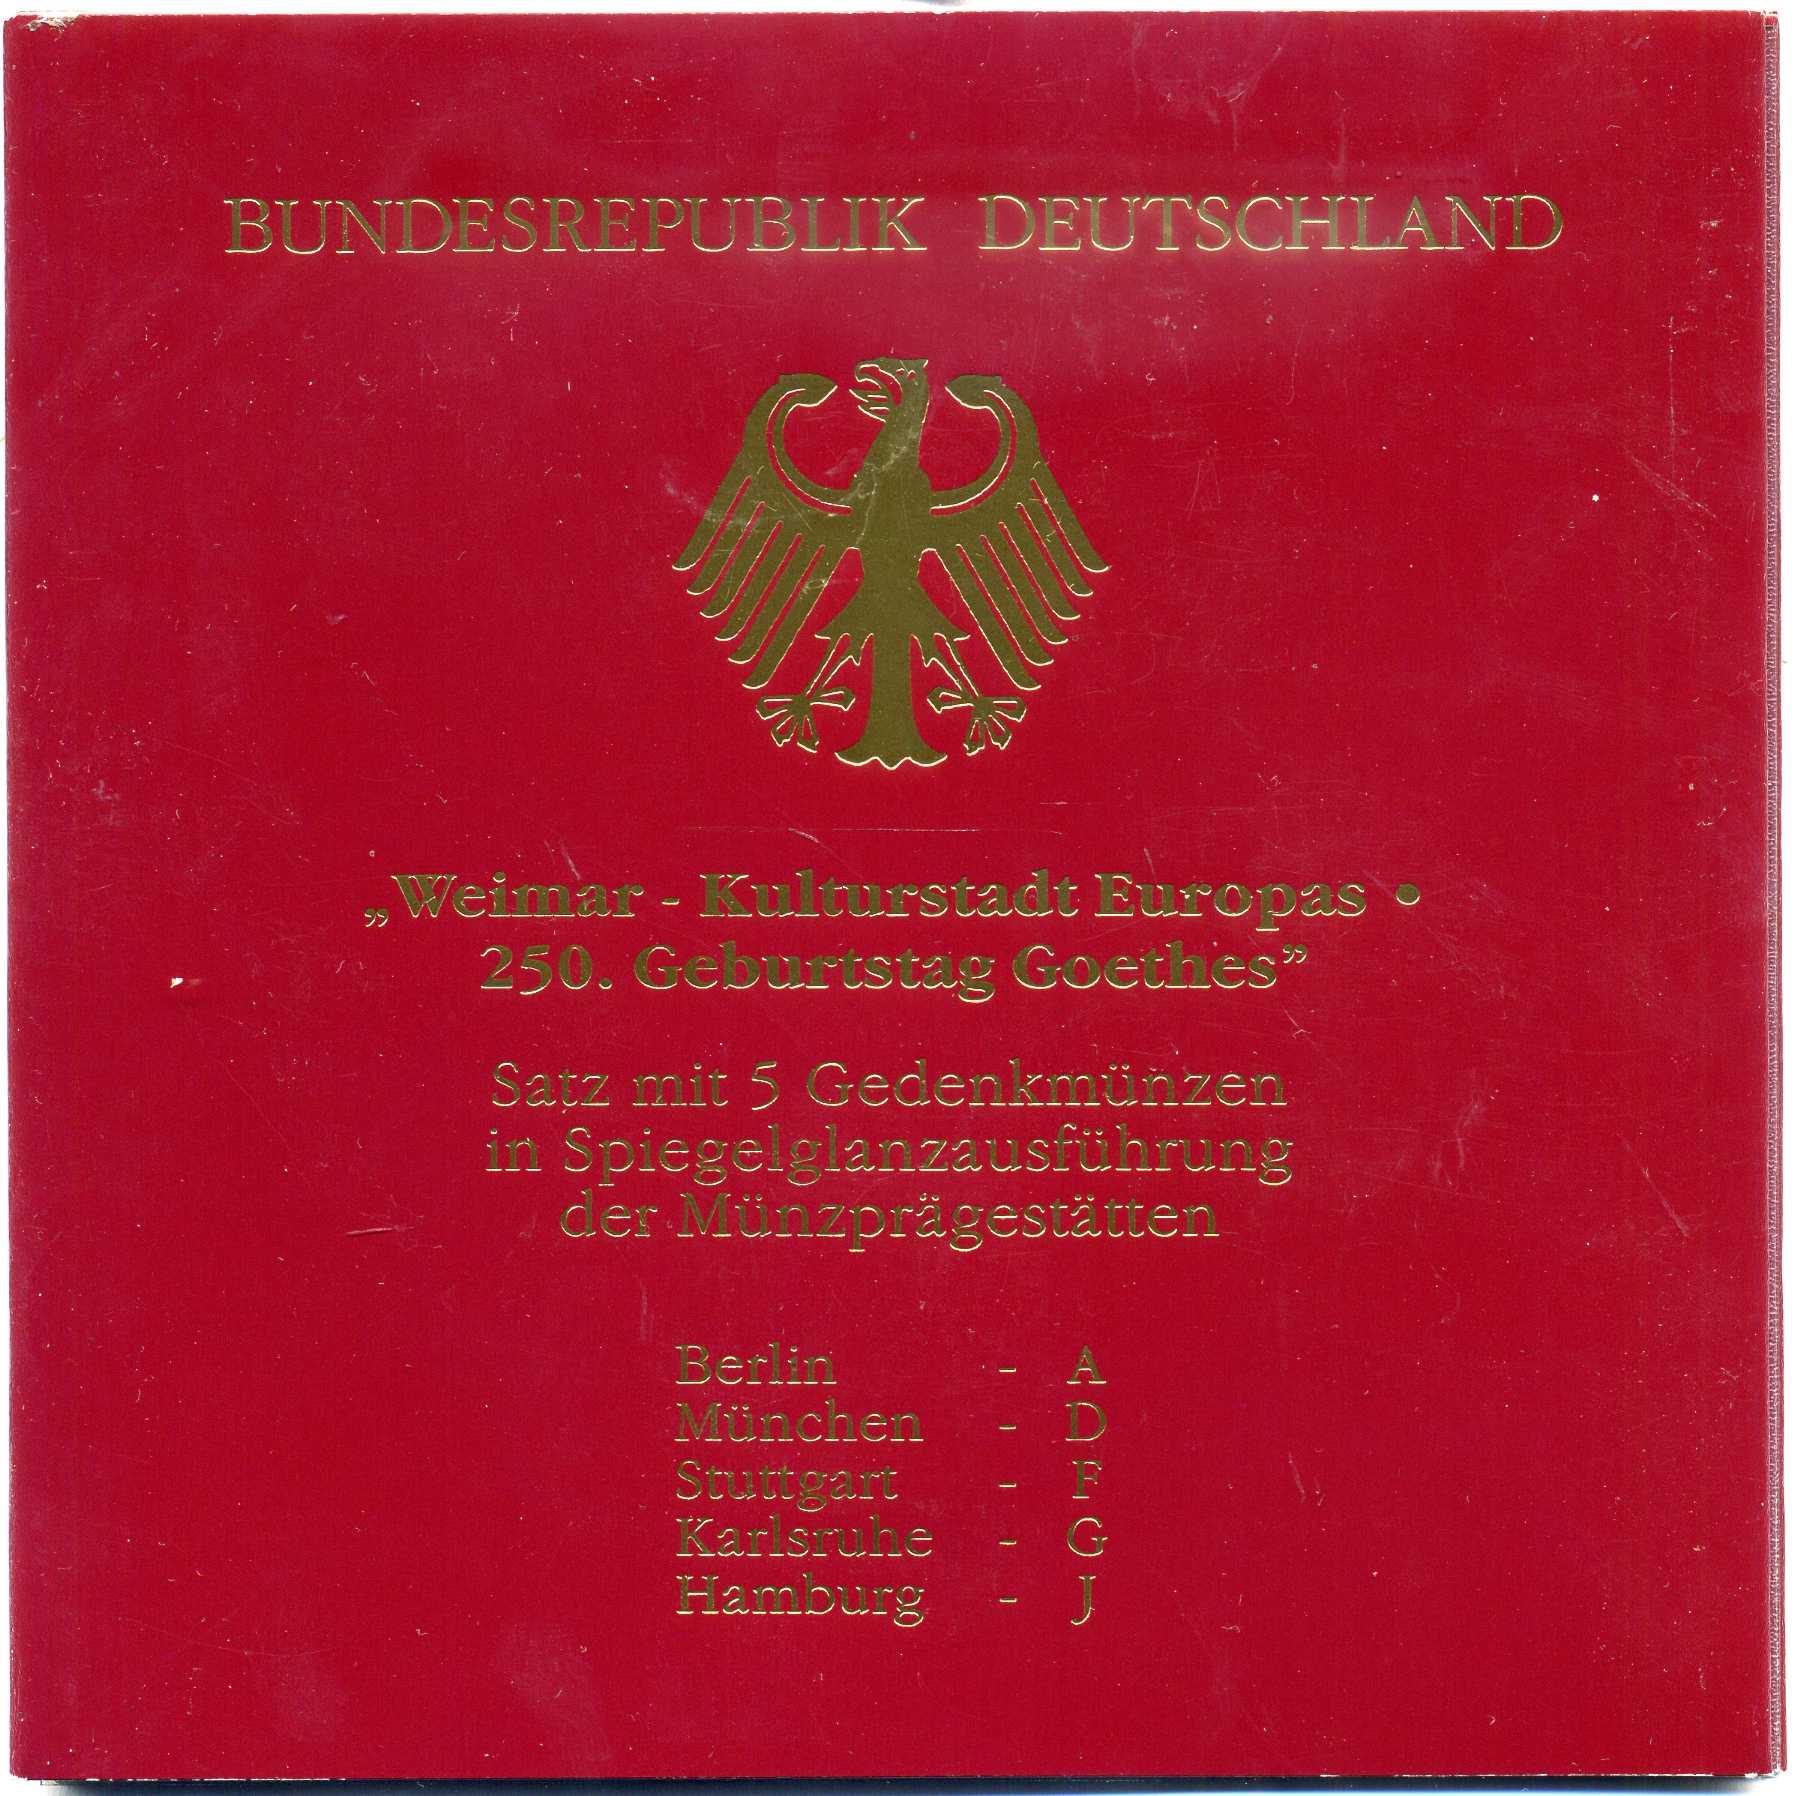 BUNDESREPUBLIK DEUTSCHLAND
„Weimar - Kulturstadt Europas •
250. Geburtstag Goethes”
Satz mit 5 Gedenkmünzen
in Spiegelglanzausführung
der Münzprägestätten
Berlin - A
München - D
Stuttgart - F
Karlsruhe - G
Hamburg - J